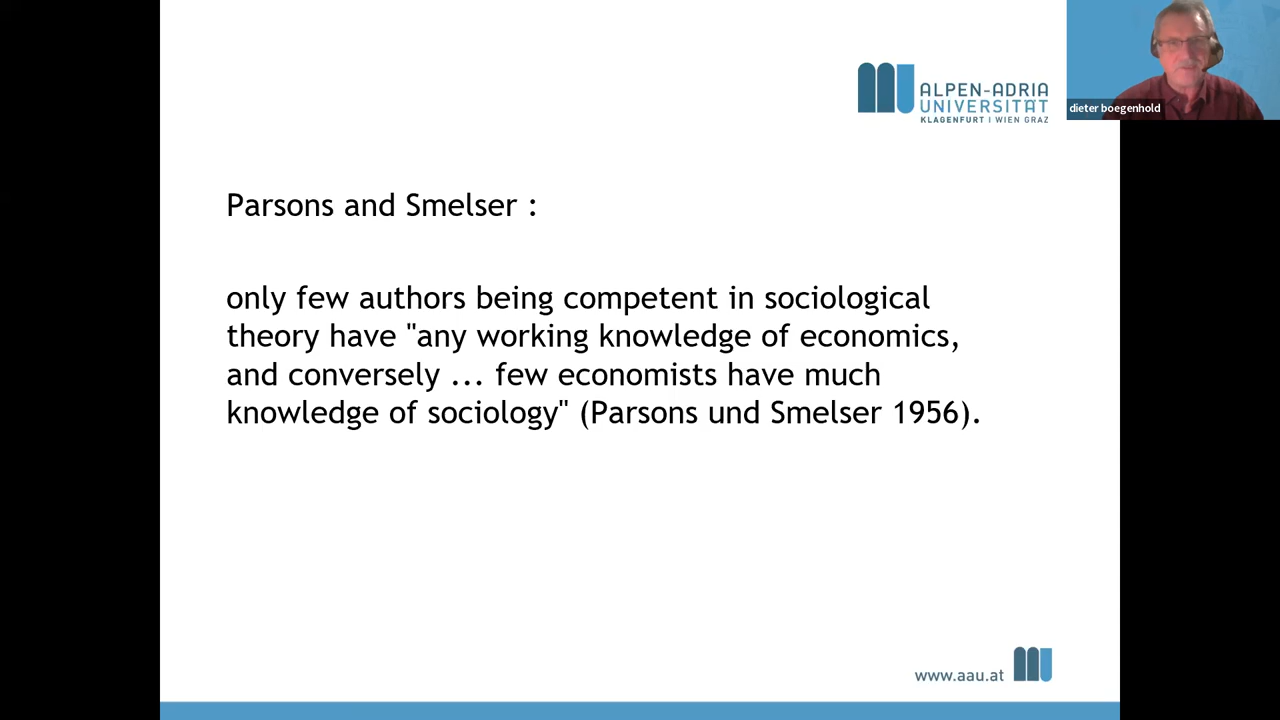 ALPEN-ADRIA
UNIVERSITÄT
KLAGENFURT | WIEN GRAZ
dieter boegenhold
Parsons and Smelser :
only few authors being competent in sociological
theory have "any working knowledge of economics,
and conversely ... few economists have much
knowledge of sociology" (Parsons und Smelser 1956).
www.aau.at